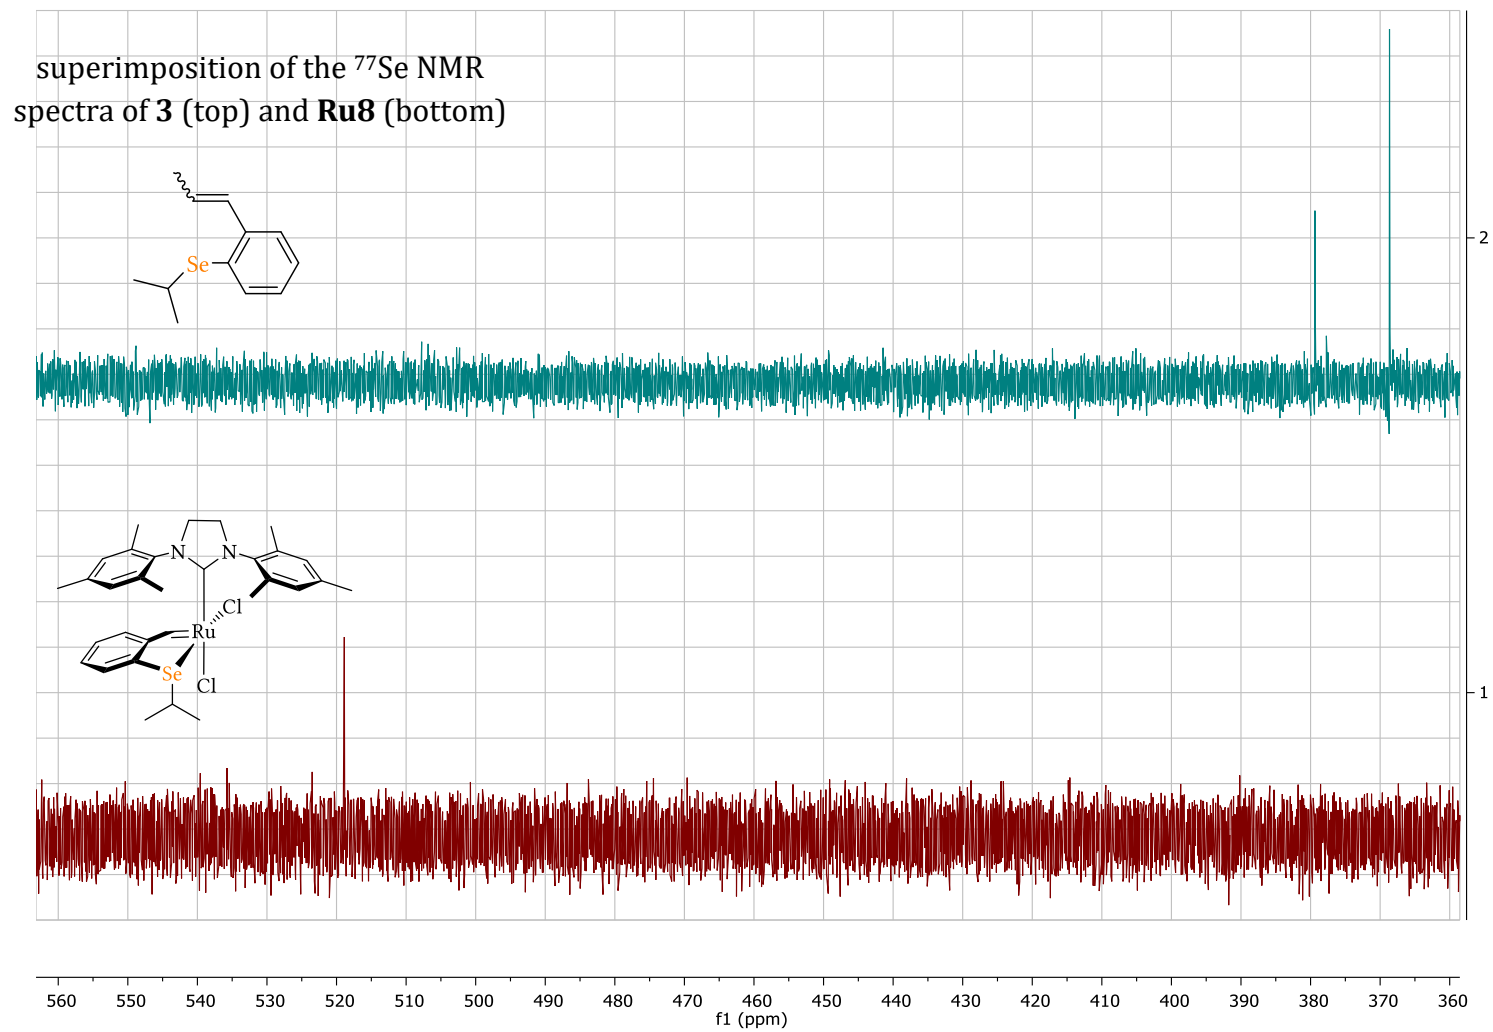 superimposition of the ⁷⁷Se NMR
spectra of 3 (top) and Ru8 (bottom)
2
Se
N N
Cl
Ru
Se
Cl
1
560 550 540 530 520 510 500 490 480 470 460 450 440 430 420 410 400 390 380 370 360
f1 (ppm)